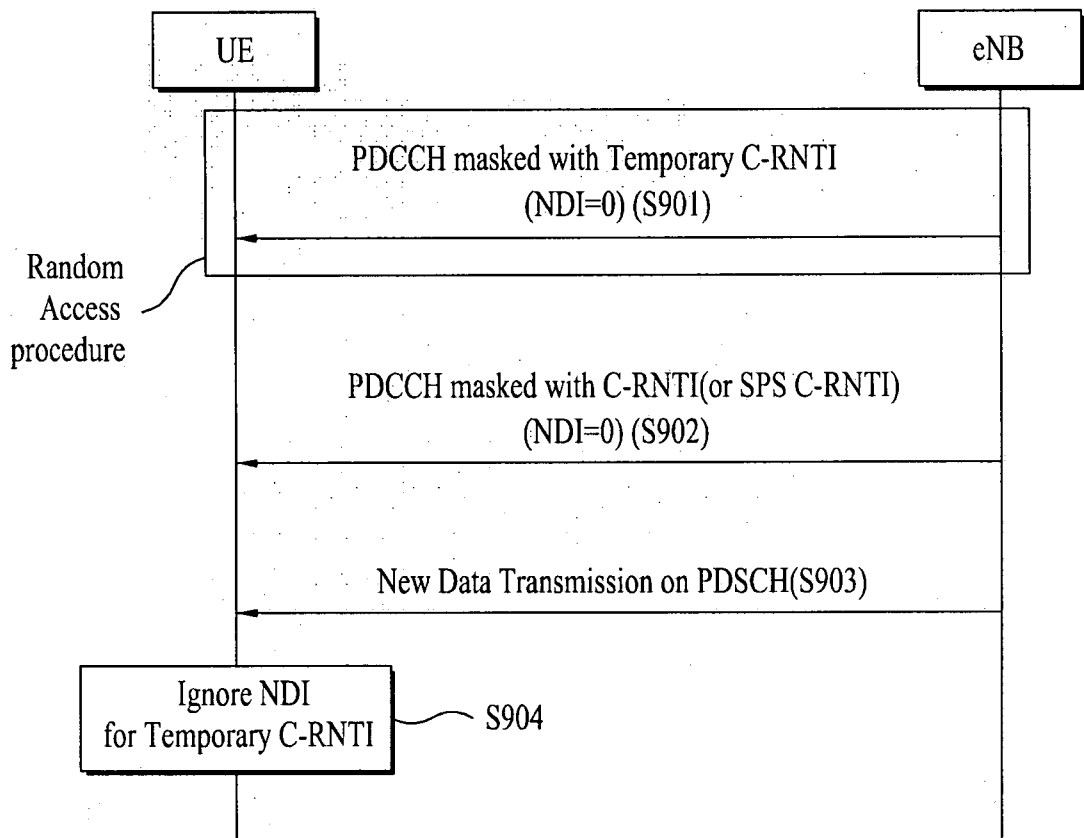 UE
eNB
PDCCH masked with Temporary C-RNTI
(NDI=0) (S901)
Random
Access
procedure
PDCCH masked with C-RNTI(or SPS C-RNTI)
(NDI=0) (S902)
New Data Transmission on PDSCH(S903)
Ignore NDI
for Temporary C-RNTI
S904